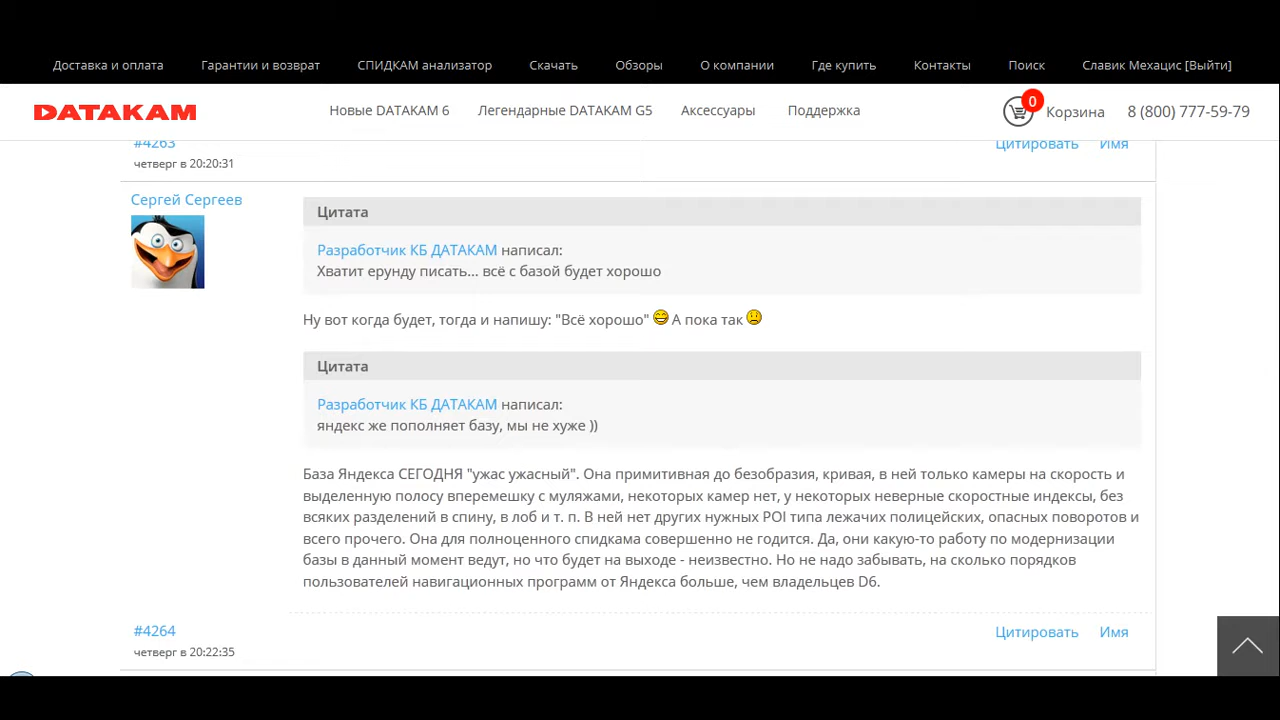 Доставка и оплата Гарантии и возврат СПИДКАМ анализатор Скачать Обзоры О компании Где купить Контакты Поиск Славик Мехацис [Выйти]
DATAKAM Новые DATAKAM 6 Легендарные DATAKAM G5 Аксессуары Поддержка 0 Корзина 8 (800) 777-59-79
#4263 Цитировать Имя
четверг в 20:20:31
Сергей Сергеев
Цитата
Разработчик КБ ДАТАКАМ написал:
Хватит ерунду писать... всё с базой будет хорошо
Ну вот когда будет, тогда и напишу: "Всё хорошо" А пока так
Цитата
Разработчик КБ ДАТАКАМ написал:
яндекс же пополняет базу, мы не хуже ))
База Яндекса СЕГОДНЯ "ужас ужасный". Она примитивная до безобразия, кривая, в ней только камеры на скорость и
выделенную полосу вперемешку с муляжами, некоторых камер нет, у некоторых неверные скоростные индексы, без
всяких разделений в спину, в лоб и т. п. В ней нет других нужных POI типа лежачих полицейских, опасных поворотов и
всего прочего. Она для полноценного спидкама совершенно не годится. Да, они какую-то работу по модернизации
базы в данный момент ведут, но что будет на выходе - неизвестно. Но не надо забывать, на сколько порядков
пользователей навигационных программ от Яндекса больше, чем владельцев D6.
#4264 Цитировать Имя
четверг в 20:22:35